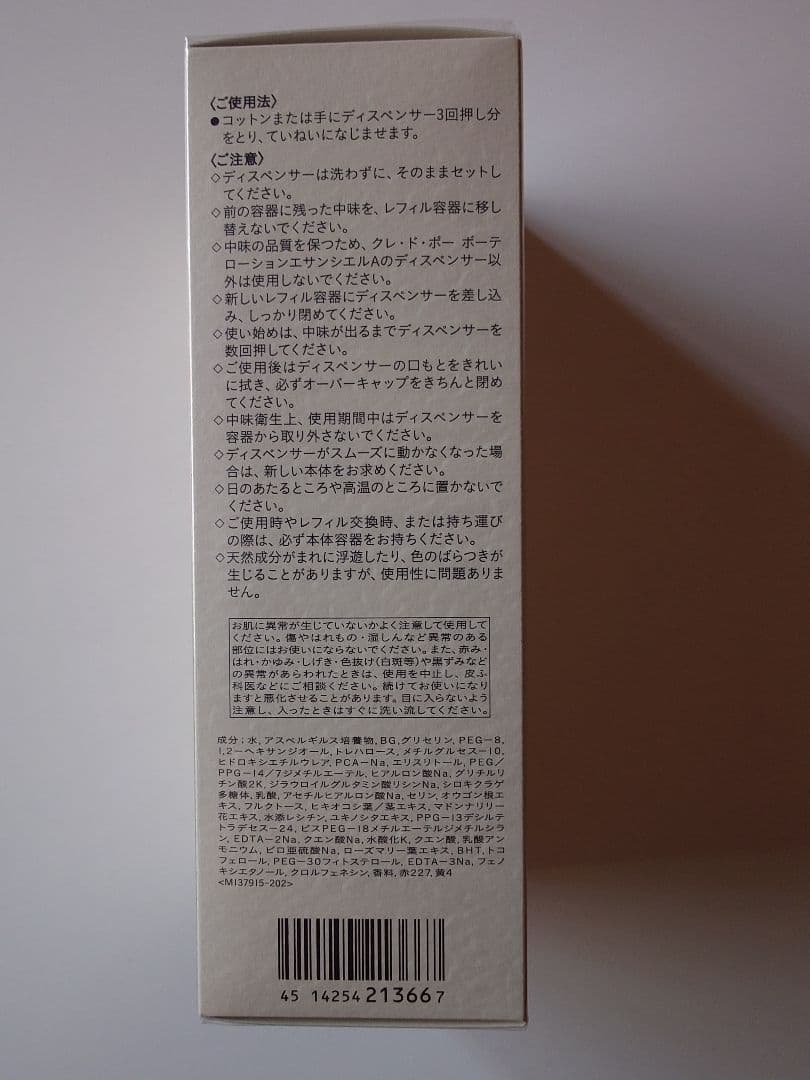 〈ご使用法〉
●コットンまたは手にディスペンサー3回押し分
をとり、ていねいになじませます。
〈ご注意〉
◇ディスペンサーは洗わずに、そのままセットし
てください。
◇前の容器に残った中味を、レフィル容器に移し
替えないでください。
◇中味の品質を保つため、クレ・ド・ポー ボーテ
ローションエサンシエルAのディスペンサー以
外は使用しないでください。
◇新しいレフィル容器にディスペンサーを差し込
み、しっかり閉めてください。
◇使い始めは、中味が出るまでディスペンサーを
数回押してください。
◇ご使用後はディスペンサーの口もとをきれい
に拭き、必ずオーバーキャップをきちんと閉め
てください。
◇中味衛生上、使用期間中はディスペンサーを
容器から取り外さないでください。
◇ディスペンサーがスムーズに動かなくなった場
合は、新しい本体をお求めください。
◇日のあたるところや高温のところに置かないで
ください。
◇ご使用時やレフィル交換時、または持ち運び
の際は、必ず本体容器をお持ちください。
◇天然成分がまれに浮遊したり、色のばらつきが
生じることがありますが、使用性に問題ありま
せん。
お肌に異常が生じていないかよく注意して使用して
ください。傷やはれもの・湿しんなど異常のある
部位にはお使いにならないでください。また、赤み・
はれ・かゆみ・しげき・色抜け(白斑等)や黒ずみなど
の異常があらわれたときは、使用を中止し、皮ふ
科医などにご相談ください。続けてお使いになり
ますと悪化させることがあります。目に入らないよう
注意し、入ったときはすぐに洗い流してください。
成分:水,アスペルギルス培養物,BG,グリセリン,PEG-8,
1,2-ヘキサンジオール,トレハロース,メチルグルセス-10,
ヒドロキシエチルウレア,PCA-Na,エリスリトール,PEG/
PPG-14/7ジメチルエーテル,ヒアルロン酸Na,グリチルリ
チン酸2K,ジラウロイルグルタミン酸リシンNa,シロキクラゲ
多糖体,乳酸,アセチルヒアルロン酸Na,セリン,オウゴン根エ
キス,フルクトース,ヒキオコシ葉/茎エキス,マドンナリリー
花エキス,水添レシチン,ユキノシタエキス,PPG-13デシルテ
トラデセス-24,ビスPEG-18メチルエーテルジメチルシラ
ン,EDTA-2Na,クエン酸Na,水酸化K,クエン酸,乳酸アン
モニウム,ピロ亜硫酸Na,ローズマリー葉エキス,BHT,トコ
フェロール,PEG-30フィトステロール,EDTA-3Na,フェノ
キシエタノール,クロルフェネシン,香料,赤227,黄4
<MI37915-202>
45 14254 213667